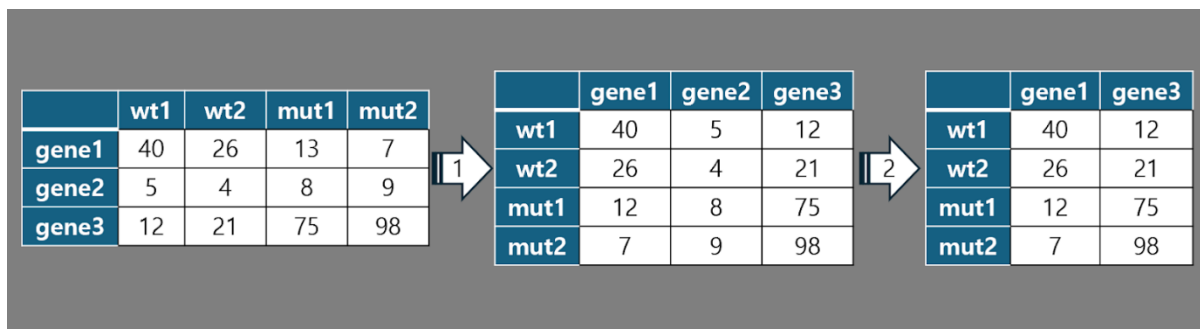 wt1 wt2 mut1 mut2
gene1 40 26 13 7
gene2 5 4 8 9
gene3 12 21 75 98
1
gene1 gene2 gene3
wt1 40 5 12
wt2 26 4 21
mut1 12 8 75
mut2 7 9 98
2
gene1 gene3
wt1 40 12
wt2 26 21
mut1 12 75
mut2 7 98